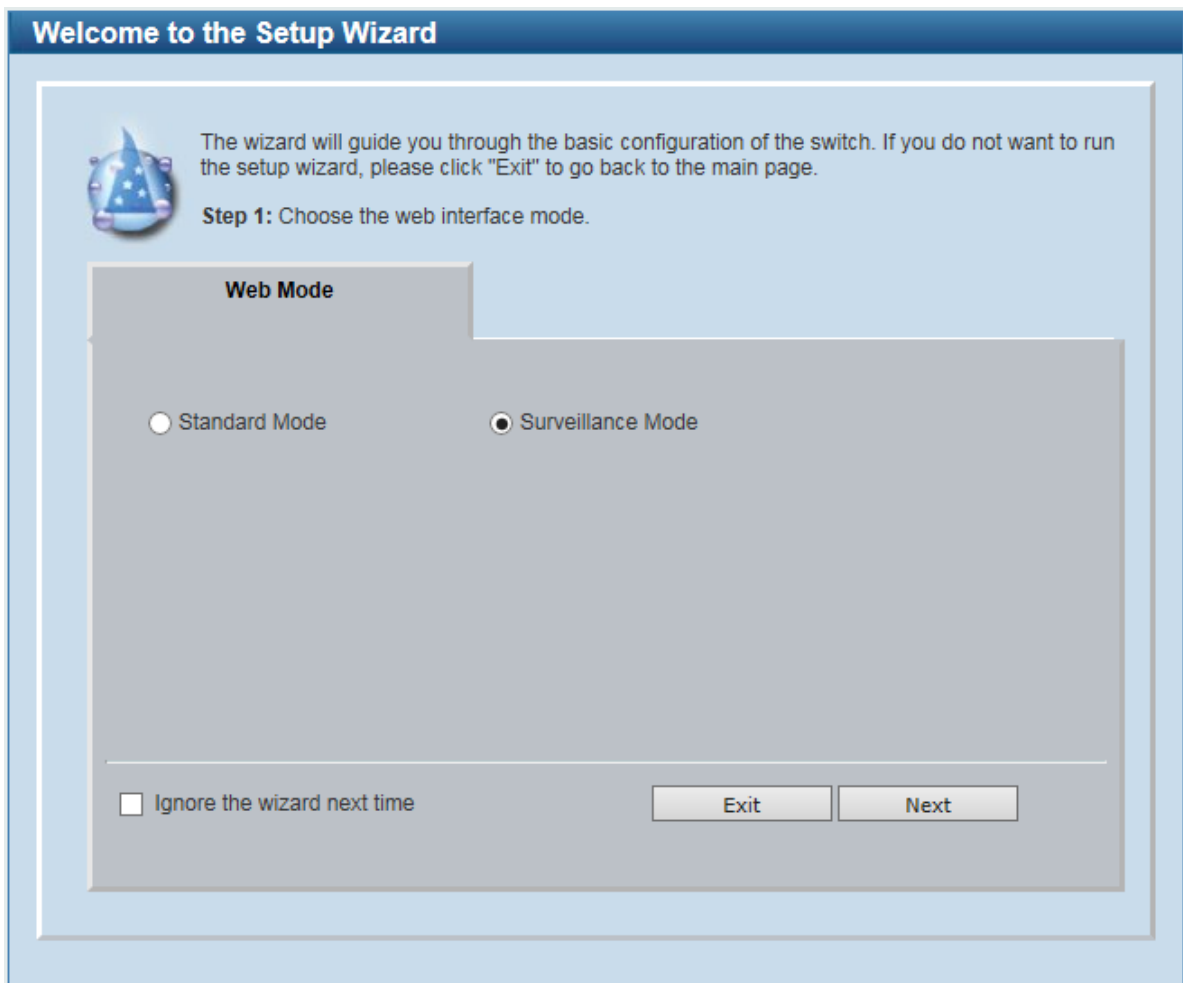 Welcome to the Setup Wizard
The wizard will guide you through the basic configuration of the switch. If you do not want to run
the setup wizard, please click "Exit" to go back to the main page.
Step 1: Choose the web interface mode.
Web Mode
Standard Mode
Surveillance Mode
Ignore the wizard next time
Exit
Next